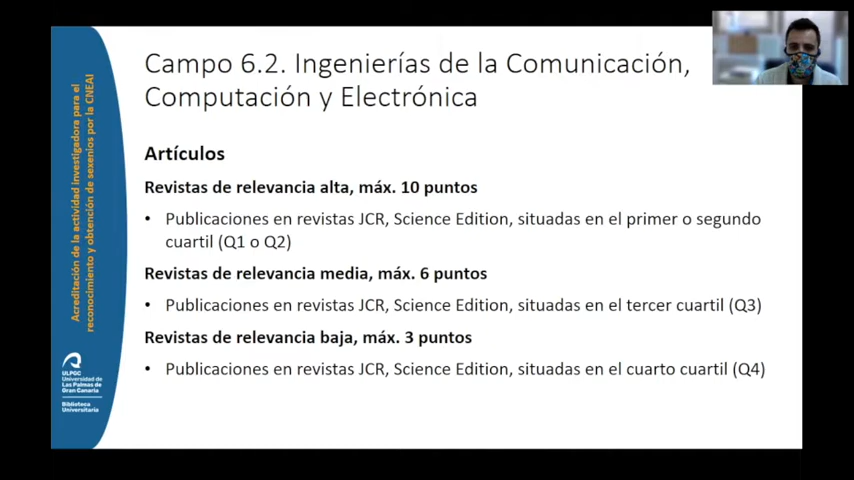 Campo 6.2. Ingenierías de la Comunicación,
Computación y Electrónica
Artículos
Revistas de relevancia alta, máx. 10 puntos
• Publicaciones en revistas JCR, Science Edition, situadas en el primer o segundo
cuartil (Q1 o Q2)
Revistas de relevancia media, máx. 6 puntos
• Publicaciones en revistas JCR, Science Edition, situadas en el tercer cuartil (Q3)
Revistas de relevancia baja, máx. 3 puntos
• Publicaciones en revistas JCR, Science Edition, situadas en el cuarto cuartil (Q4)
Acreditación de la actividad investigadora para el
reconocimiento y obtención de sexenios por la CNEAI
ULPGC
Universidad de
Las Palmas de
Gran Canaria
Biblioteca
Universitaria